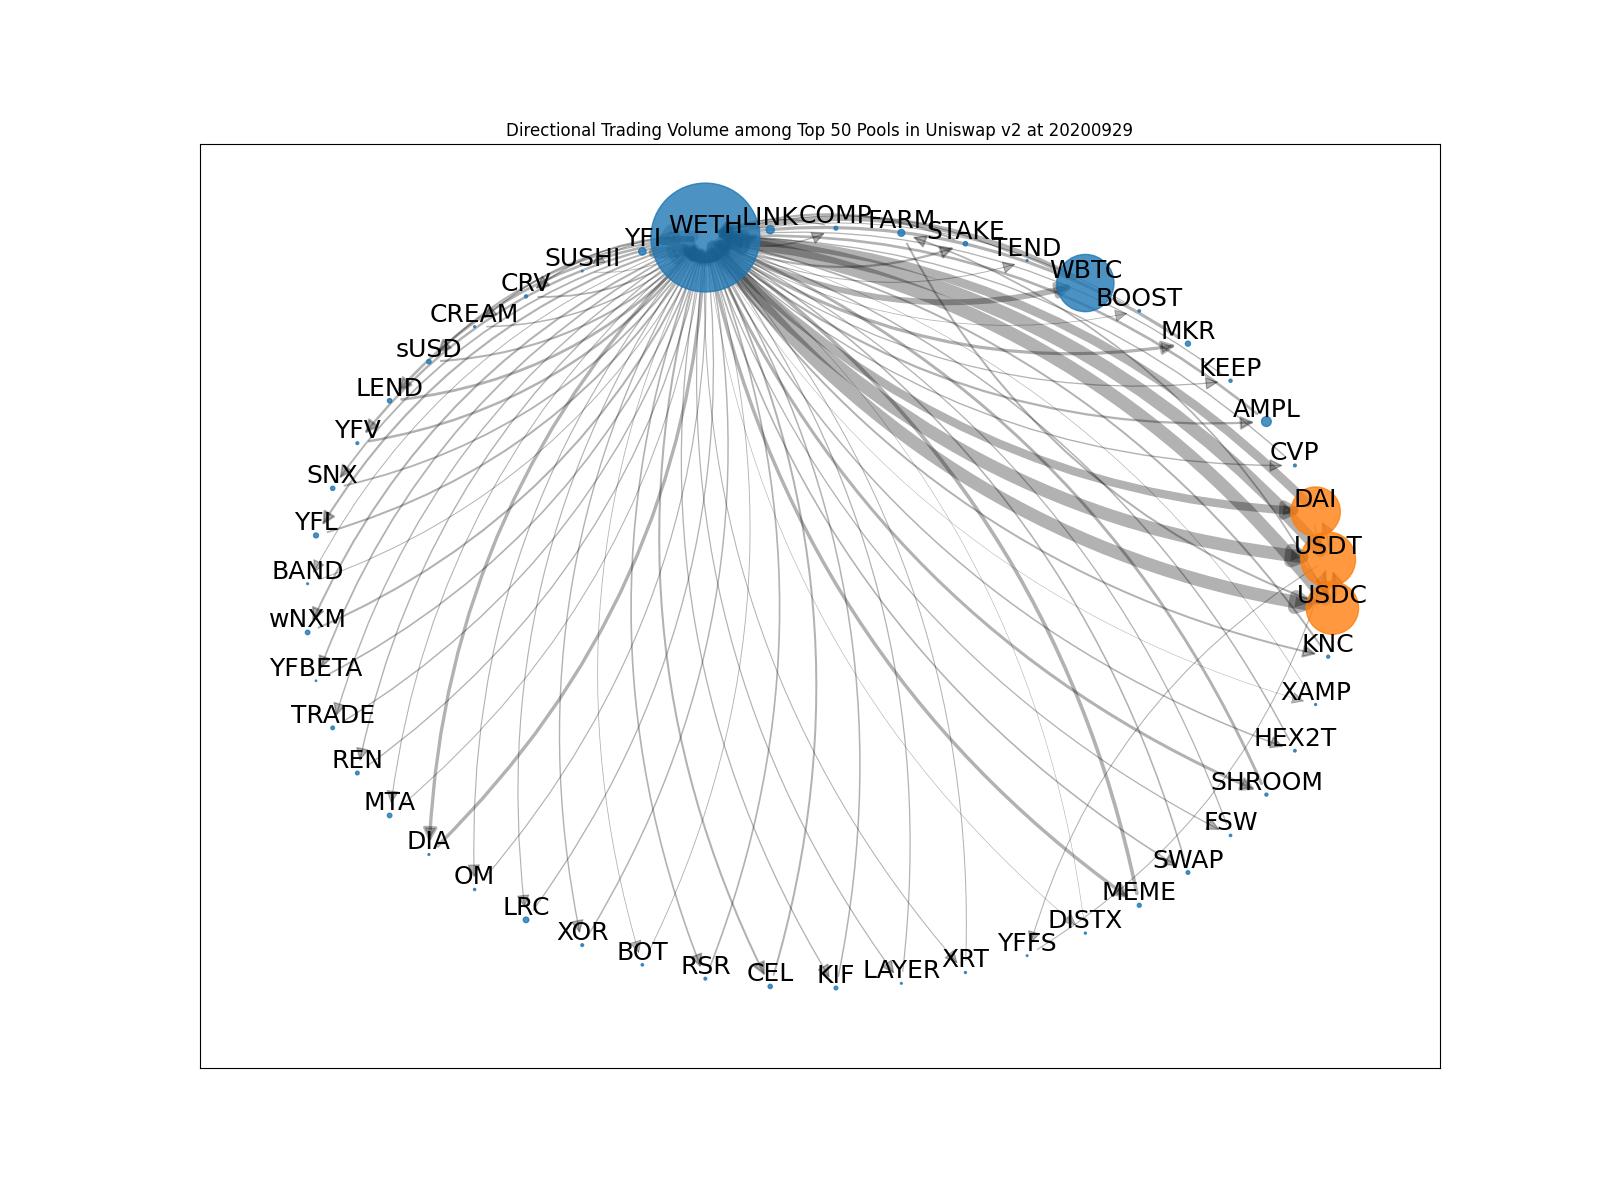 Directional Trading Volume among Top 50 Pools in Uniswap v2 at 20200929
WETH
LINK
COMP
FARM
STAKE
TEND
WBTC
BOOST
MKR
KEEP
AMPL
CVP
DAI
USDT
USDC
KNC
XAMP
HEX2T
SHROOM
FSW
SWAP
MEME
DISTX
YFFS
XRT
LAYER
KIF
CEL
RSR
BOT
XOR
LRC
OM
DIA
MTA
REN
TRADE
YFBETA
wNXM
BAND
YFL
SNX
YFV
LEND
sUSD
CREAM
CRV
SUSHI
YFI